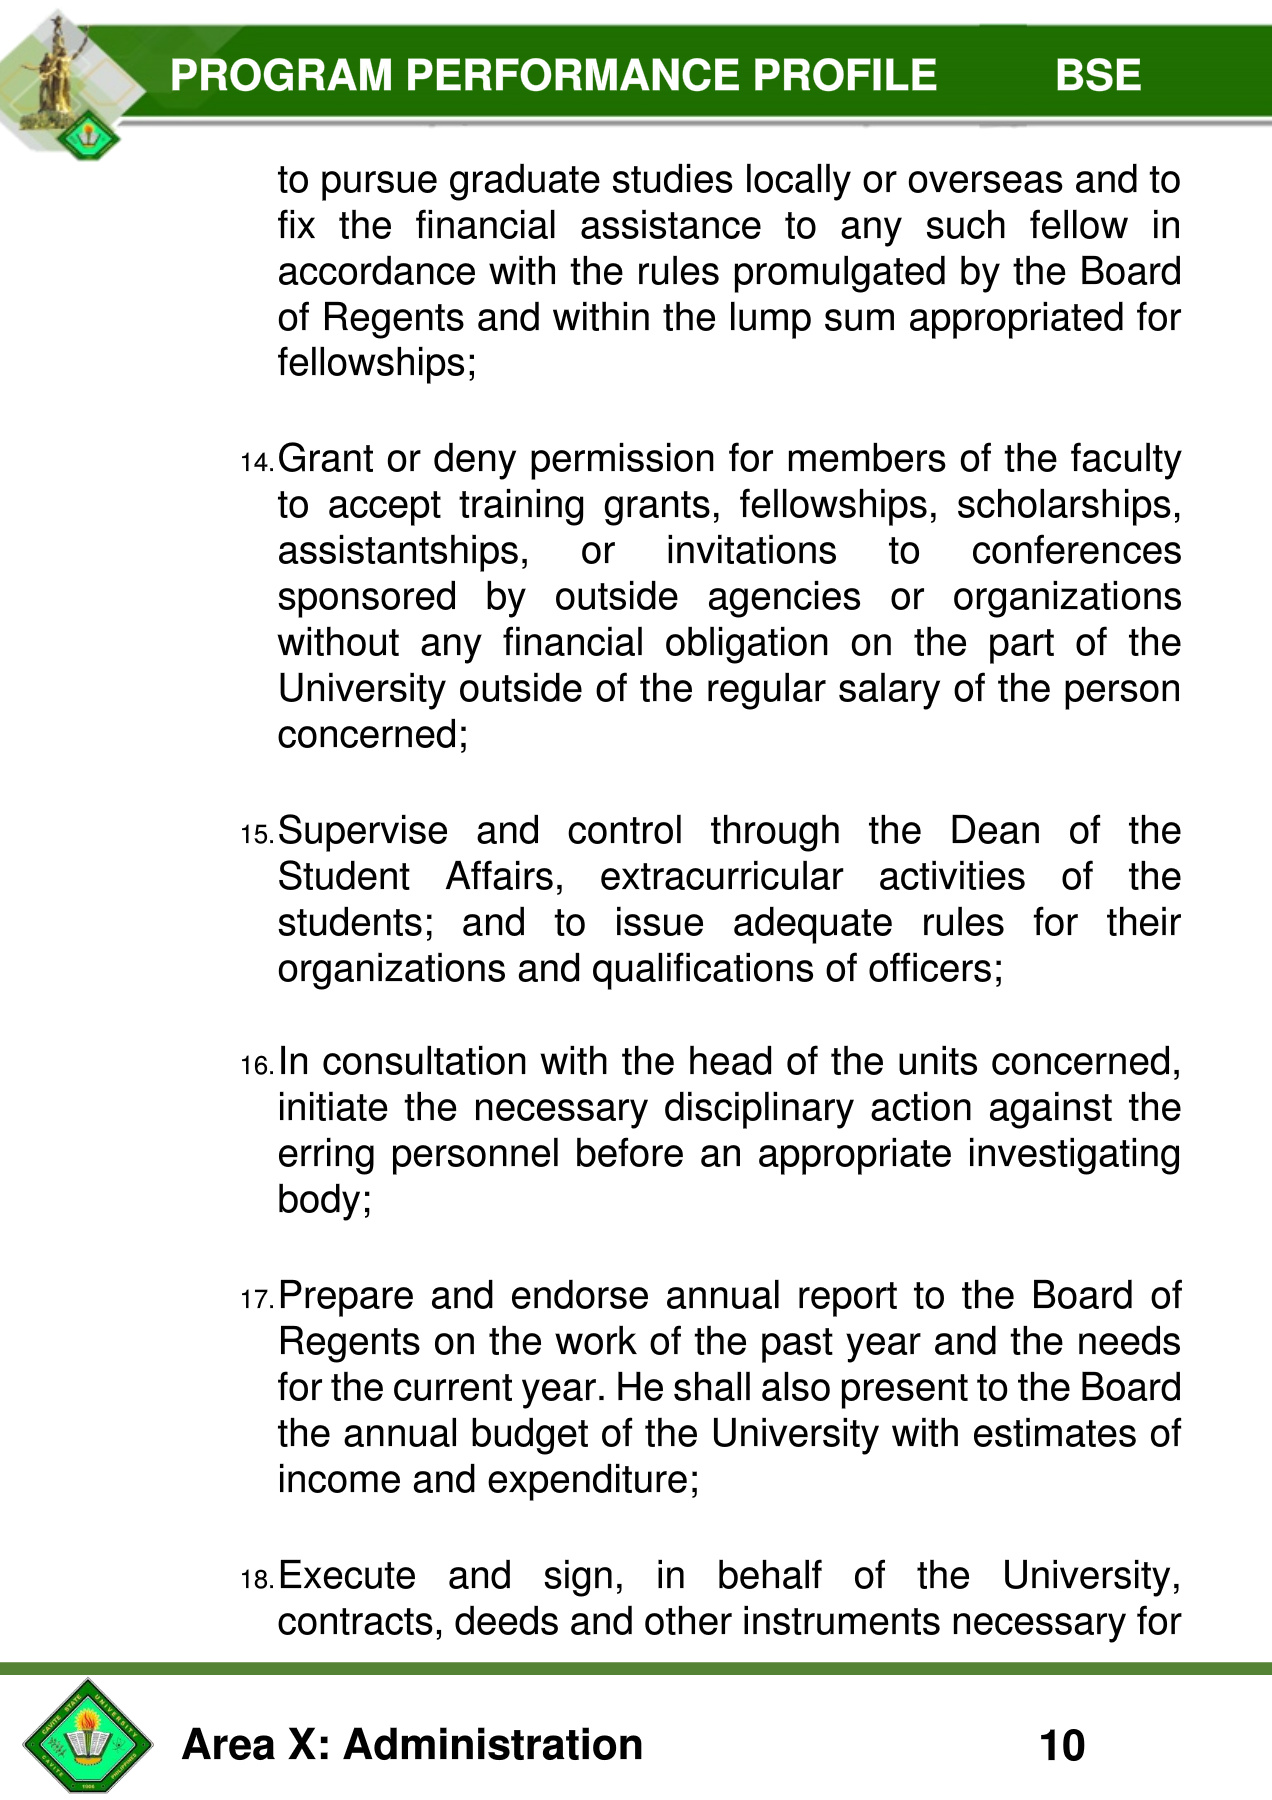 PROGRAM PERFORMANCE PROFILE BSE
to pursue graduate studies locally or overseas and to
fix the financial assistance to any such fellow in
accordance with the rules promulgated by the Board
of Regents and within the lump sum appropriated for
fellowships;
14. Grant or deny permission for members of the faculty
to accept training grants, fellowships, scholarships,
assistantships, or invitations to conferences
sponsored by outside agencies or organizations
without any financial obligation on the part of the
University outside of the regular salary of the person
concerned;
15. Supervise and control through the Dean of the
Student Affairs, extracurricular activities of the
students; and to issue adequate rules for their
organizations and qualifications of officers;
16. In consultation with the head of the units concerned,
initiate the necessary disciplinary action against the
erring personnel before an appropriate investigating
body;
17. Prepare and endorse annual report to the Board of
Regents on the work of the past year and the needs
for the current year. He shall also present to the Board
the annual budget of the University with estimates of
income and expenditure;
18. Execute and sign, in behalf of the University,
contracts, deeds and other instruments necessary for
CAVITE STATE UNIVERSITY
CAVITE
1906
PHILIPPINES
Area X: Administration 10